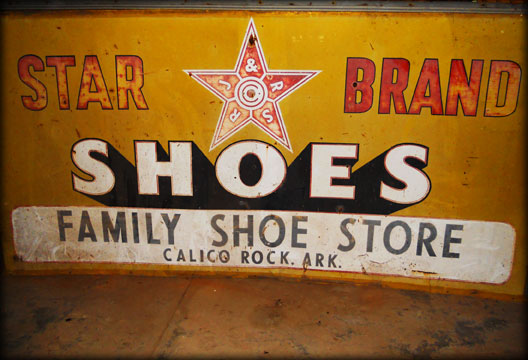 STAR BRAND
R & J R S S
SHOES
FAMILY SHOE STORE
CALICO ROCK. ARK.